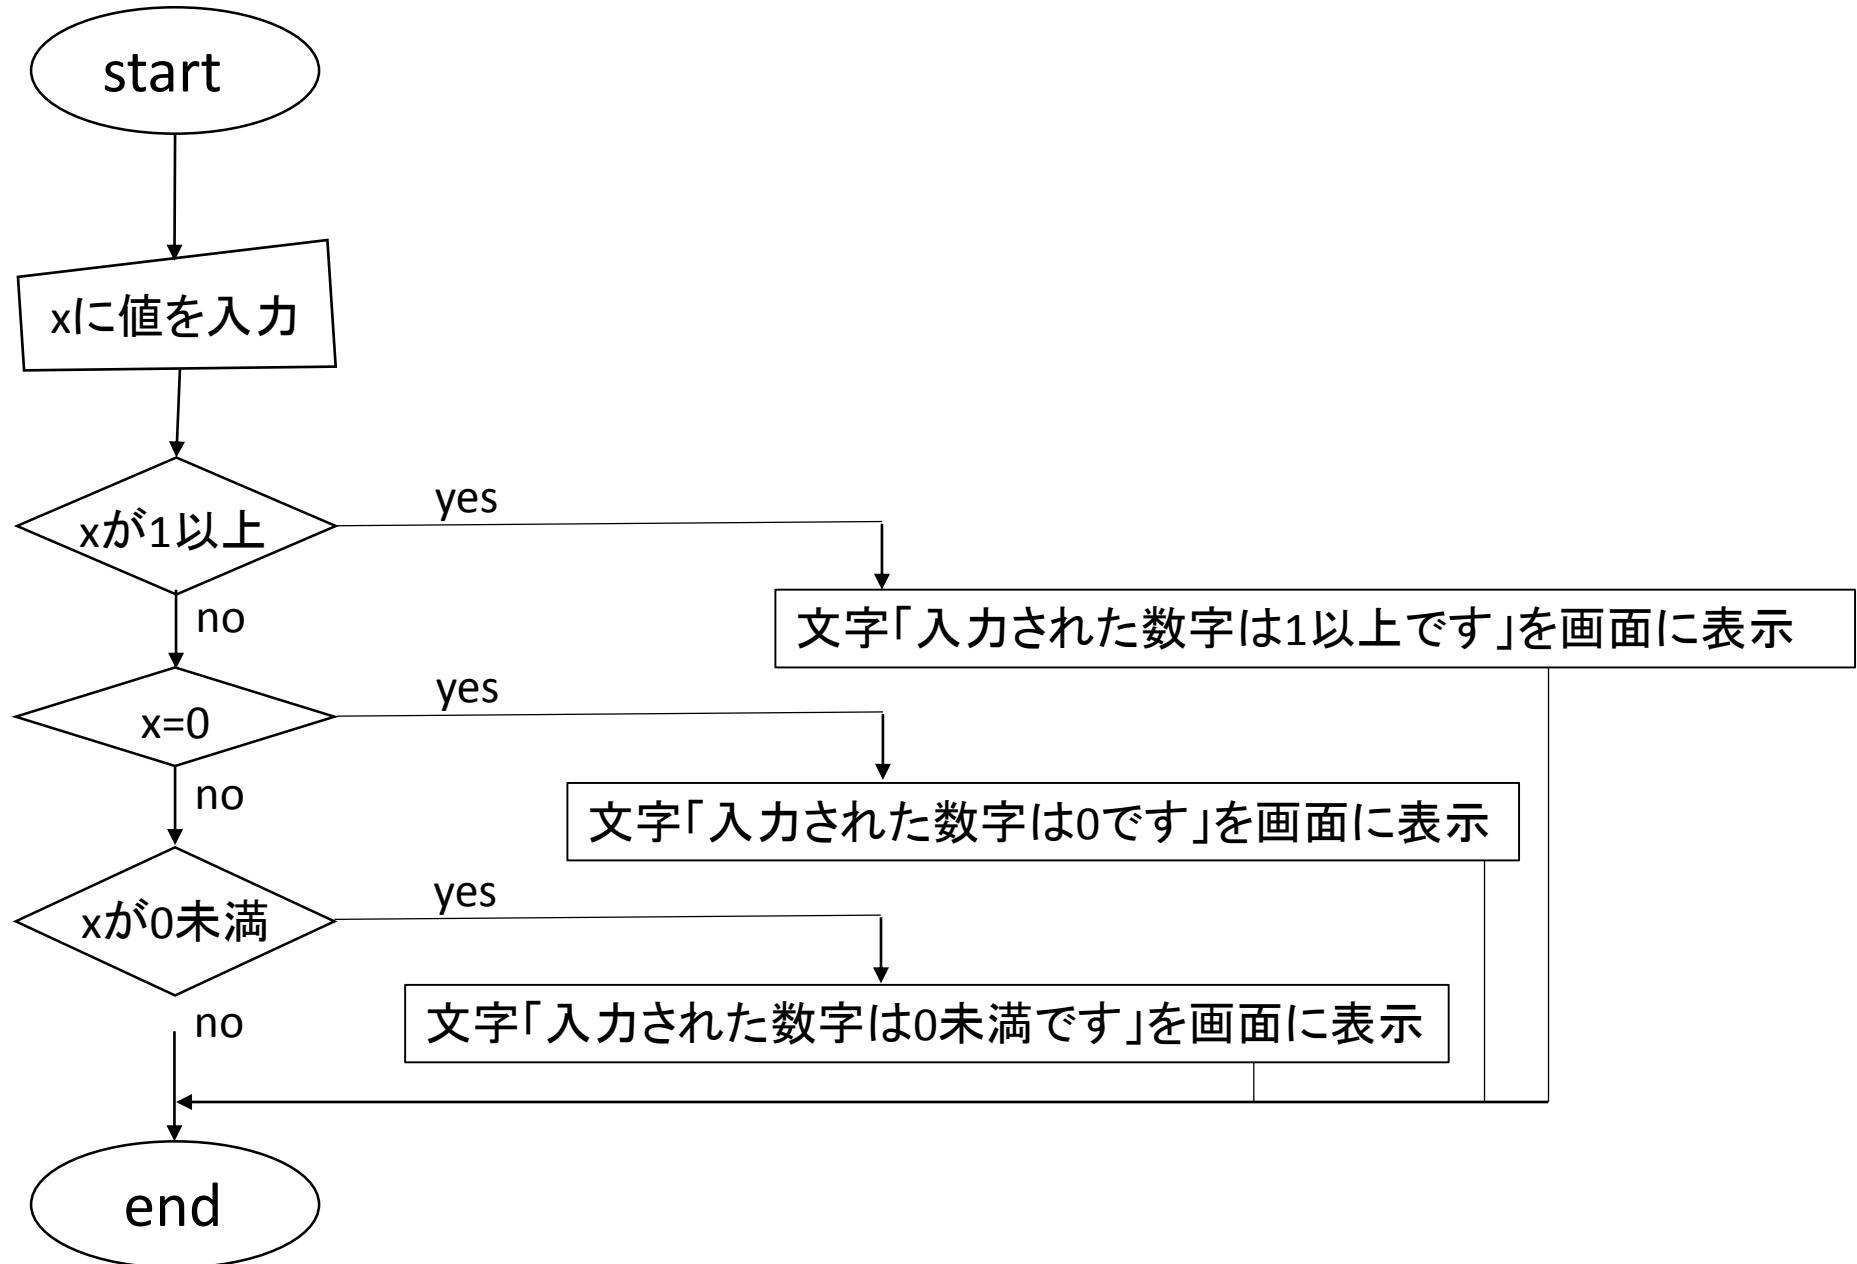 start
xに値を入力
xが1以上
yes
文字「入力された数字は1以上です」を画面に表示
no
x=0
yes
文字「入力された数字は0です」を画面に表示
no
xが0未満
yes
文字「入力された数字は0未満です」を画面に表示
no
end